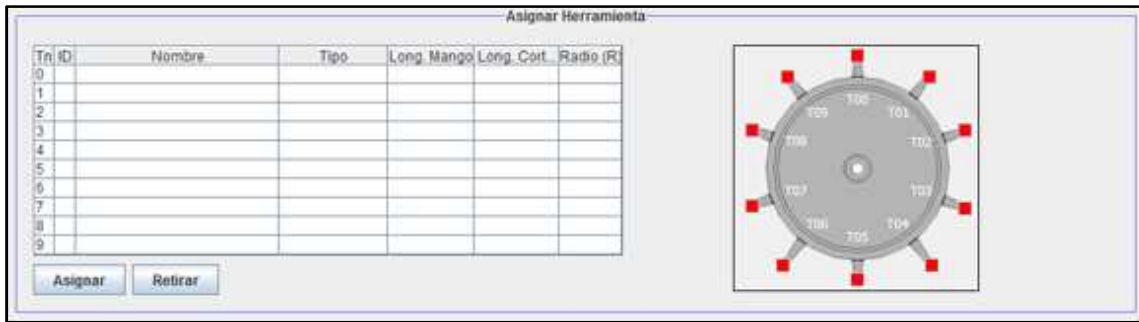 Asignar Herramienta
Tn ID Nombre Tipo Long. Mango Long. Cort... Radio (R)
0
1
2
3
4
5
6
7
8
9
Asignar Retirar
T00
T09 T01
T08 T02
T07 T03
T06 T04
T05